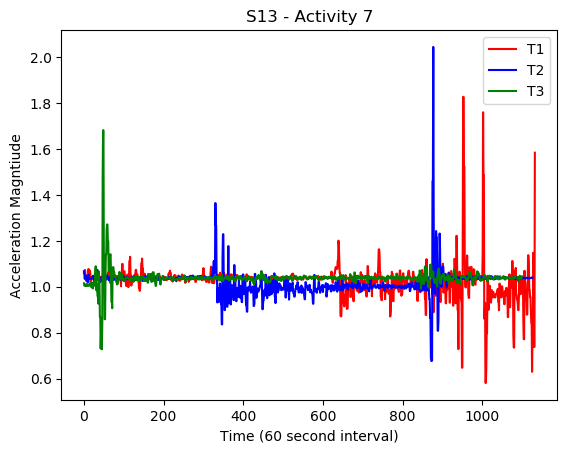 S13 - Activity 7
Acceleration Magntiude
2.0
1.8
1.6
1.4
1.2
1.0
0.8
0.6
T1
T2
T3
0 200 400 600 800 1000
Time (60 second interval)